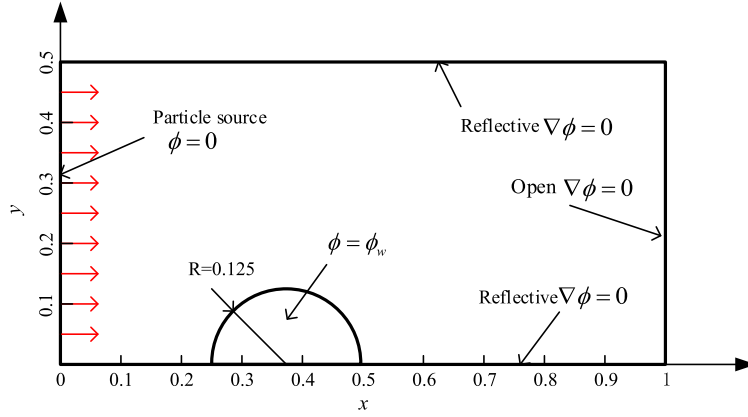 0.5
0.4
0.3
0.2
0.1
y
Particle source
ϕ=0
Reflective ∇ϕ=0
Open ∇ϕ=0
ϕ=ϕ_w
R=0.125
Reflective ∇ϕ=0
0 0.1 0.2 0.3 0.4 0.5 0.6 0.7 0.8 0.9 1
x